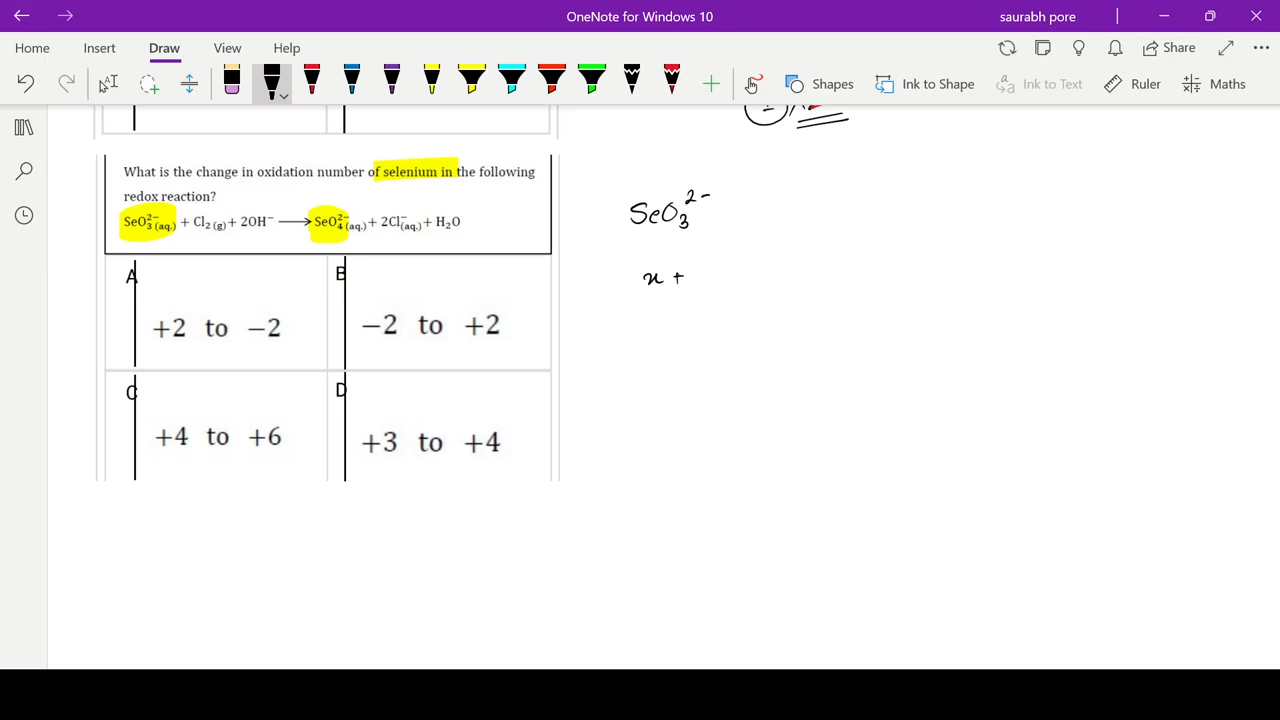 OneNote for Windows 10
saurabh pore
Home Insert Draw View Help
Share
Shapes Ink to Shape Ink to Text Ruler Maths
What is the change in oxidation number of selenium in the following
redox reaction?
SeO₃²⁻(aq.) + Cl₂ (g) + 2OH⁻ ⟶ SeO₄²⁻(aq.) + 2Cl⁻(aq.) + H₂O
A
+2 to −2
B
−2 to +2
C
+4 to +6
D
+3 to +4
SeO₃²⁻
x +